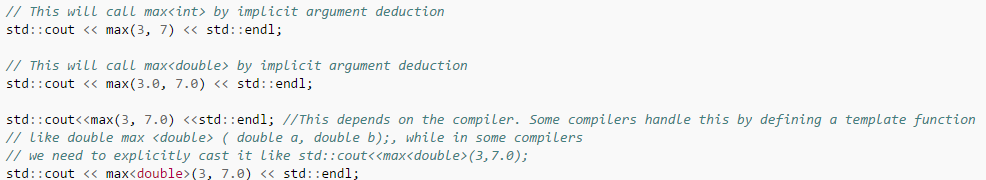 // This will call max<int> by implicit argument deduction
std::cout << max(3, 7) << std::endl;
// This will call max<double> by implicit argument deduction
std::cout << max(3.0, 7.0) << std::endl;
std::cout<<max(3, 7.0) <<std::endl; //This depends on the compiler. Some compilers handle this by defining a template function
// like double max <double> ( double a, double b);, while in some compilers
// we need to explicitly cast it like std::cout<<max<double>(3,7.0);
std::cout << max<double>(3, 7.0) << std::endl;